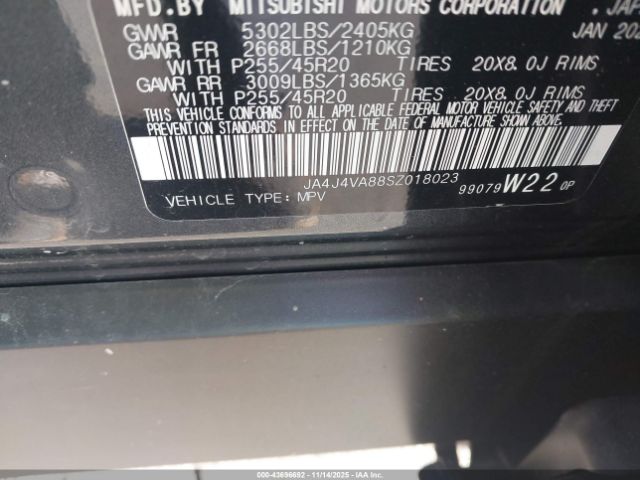 MFD.BY MITSUBISHI MOTORS CORPORATION
GVWR 5302LBS/2405KG JAN
GAWR FR 2668LBS/1210KG
WITH P255/45R20 TIRES 20X8.0J RIMS
GAWR RR 3009LBS/1365KG
WITH P255/45R20 TIRES 20X8.0J RIMS
THIS VEHICLE CONFORMS TO ALL APPLICABLE FEDERAL MOTOR VEHICLE SAFETY AND THEFT
PREVENTION STANDARDS IN EFFECT ON THE DATE OF MANUFACTURE SHOWN ABOVE.
JA4J4VA88SZ018023
VEHICLE TYPE: MPV 99079 W22 0P
000-43696692 - 11/14/2025 - IAAI.COM